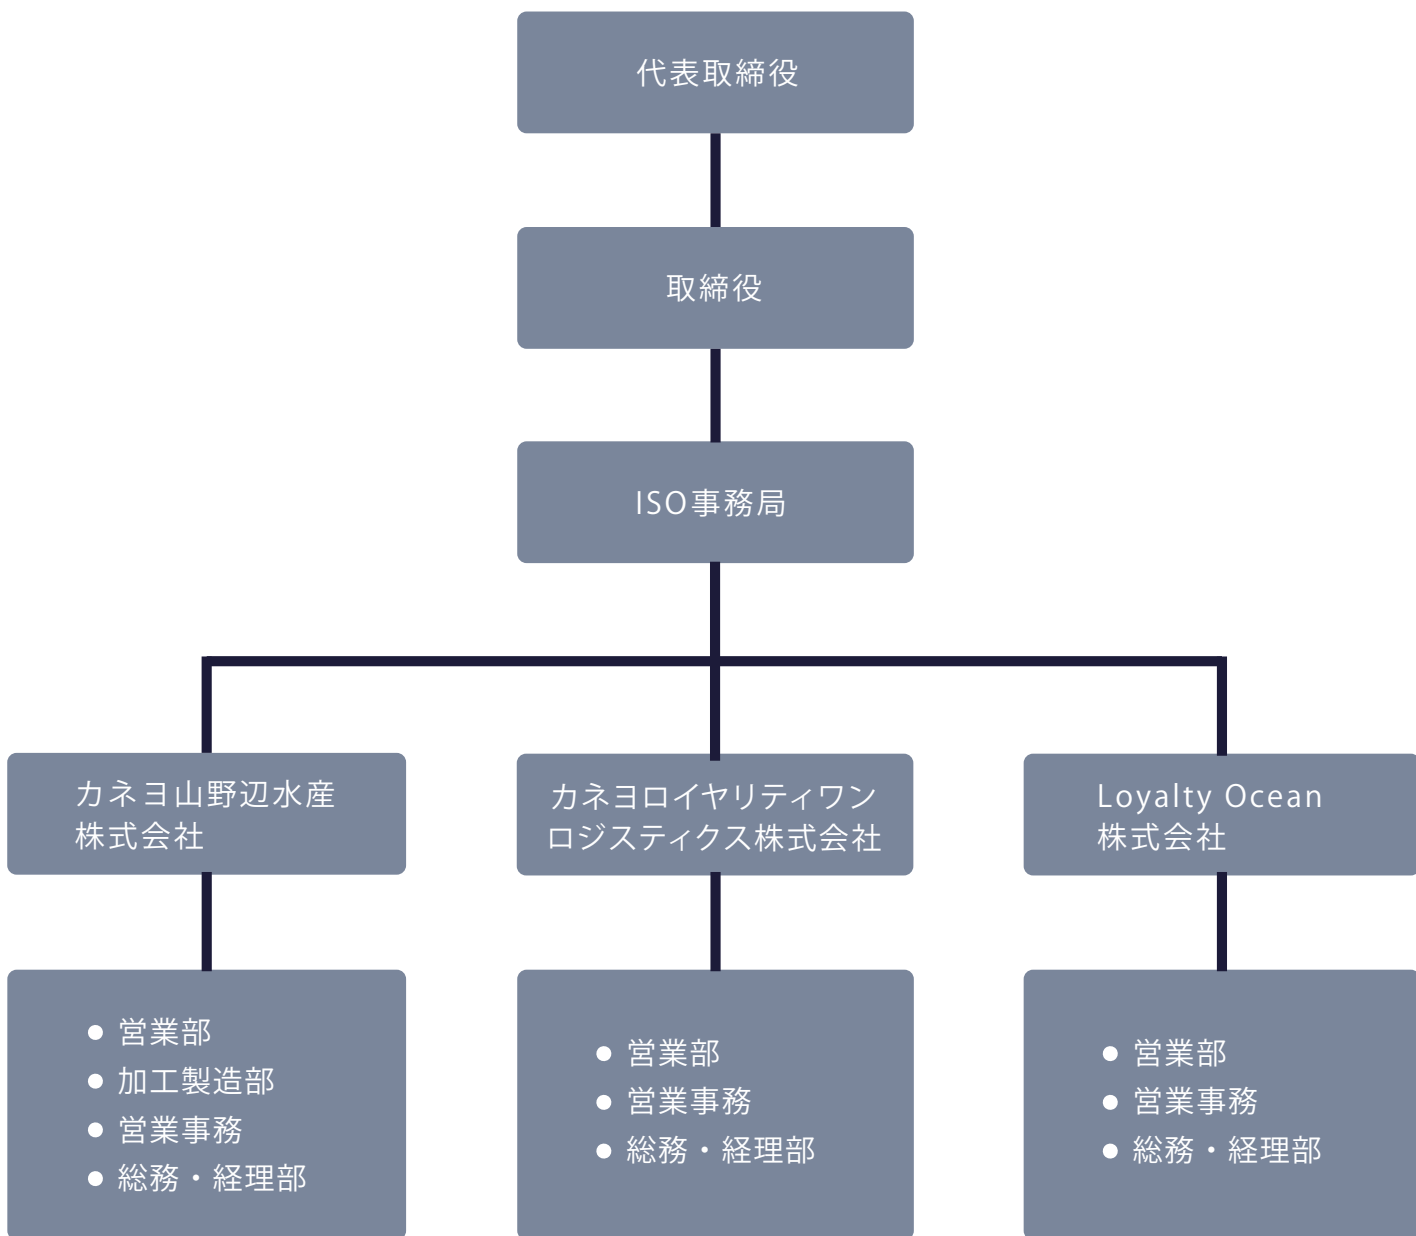 代表取締役
取締役
ISO事務局
カネヨ山野辺水産
株式会社
カネヨロイヤリティワン
ロジスティクス株式会社
Loyalty Ocean
株式会社
● 営業部
● 加工製造部
● 営業事務
● 総務・経理部
● 営業部
● 営業事務
● 総務・経理部
● 営業部
● 営業事務
● 総務・経理部